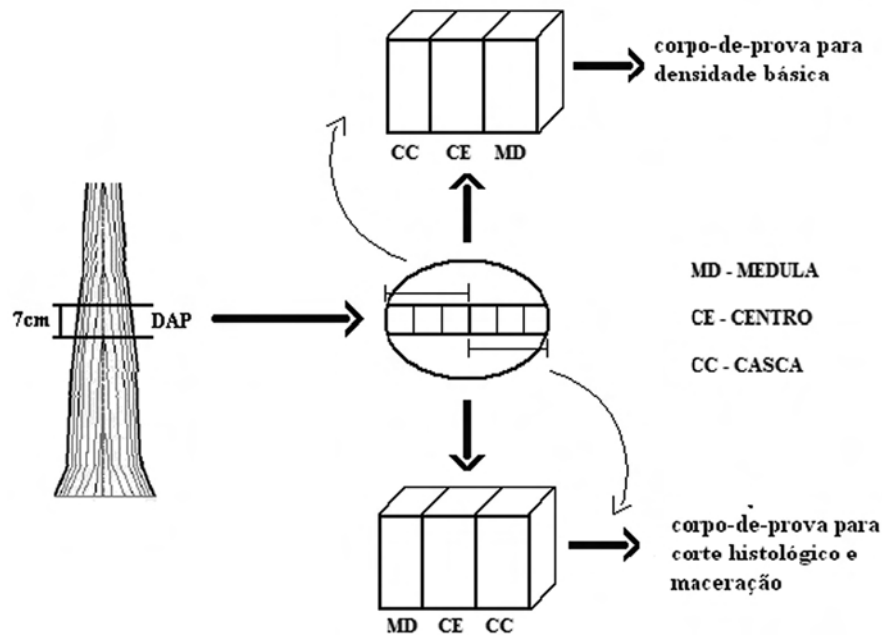 corpo-de-prova para
densidade básica
CC CE MD
7cm DAP
MD - MEDULA
CE - CENTRO
CC - CASCA
corpo-de-prova para
corte histológico e
maceração
MD CE CC